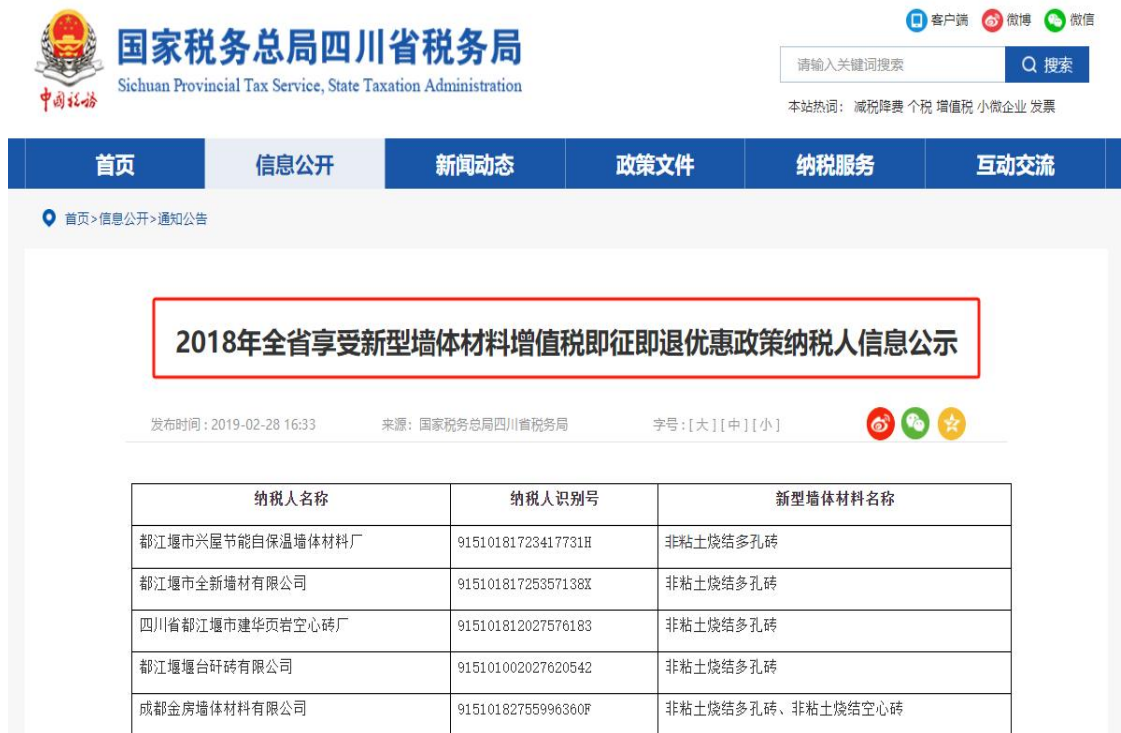 客户端 微博 微信
国家税务总局四川省税务局
Sichuan Provincial Tax Service, State Taxation Administration
中国税务
请输入关键词搜索 搜索
本站热词： 减税降费 个税 增值税 小微企业 发票
首页 信息公开 新闻动态 政策文件 纳税服务 互动交流
首页>信息公开>通知公告
2018年全省享受新型墙体材料增值税即征即退优惠政策纳税人信息公示
发布时间 : 2019-02-28 16:33 来源：国家税务总局四川省税务局 字号 : [ 大 ] [ 中 ] [ 小 ]
纳税人名称 纳税人识别号 新型墙体材料名称
都江堰市兴屋节能自保温墙体材料厂 91510181723417731H 非粘土烧结多孔砖
都江堰市全新墙材有限公司 91510181725357138X 非粘土烧结多孔砖
四川省都江堰市建华页岩空心砖厂 915101812027576183 非粘土烧结多孔砖
都江堰堰台矸砖有限公司 915101002027620542 非粘土烧结多孔砖
成都金房墙体材料有限公司 91510182755996360F 非粘土烧结多孔砖、非粘土烧结空心砖